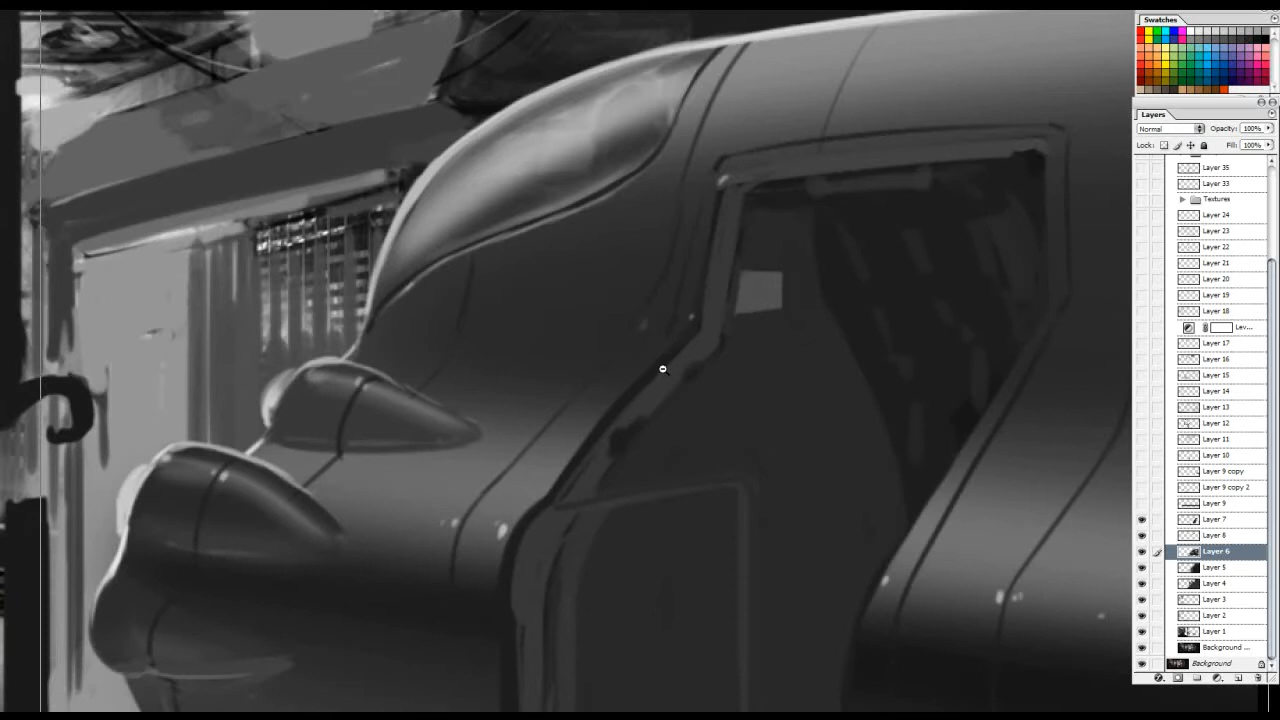 Swatches
Layers
Normal Opacity: 100%
Lock: Fill: 100%
Layer 35
Layer 33
Textures
Layer 24
Layer 23
Layer 22
Layer 21
Layer 20
Layer 19
Layer 18
Lev...
Layer 17
Layer 16
Layer 15
Layer 14
Layer 13
Layer 12
Layer 11
Layer 10
Layer 9 copy
Layer 9 copy 2
Layer 9
Layer 7
Layer 8
Layer 6
Layer 5
Layer 4
Layer 3
Layer 2
Layer 1
Background ...
Background